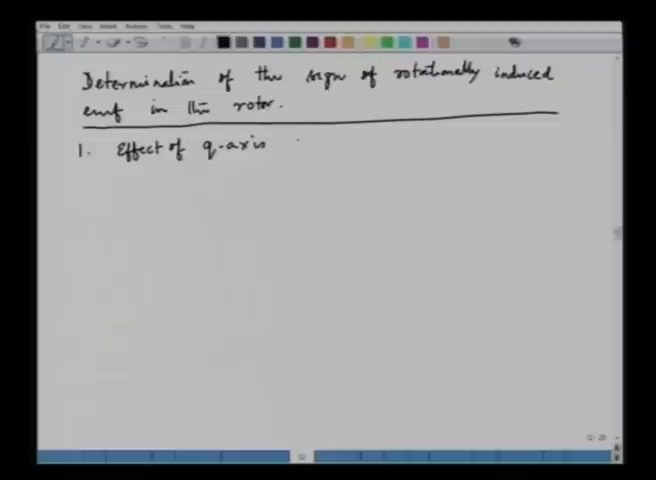 Determination of the sign of rotationally induced
emf in the rotor.
1. Effect of q-axis